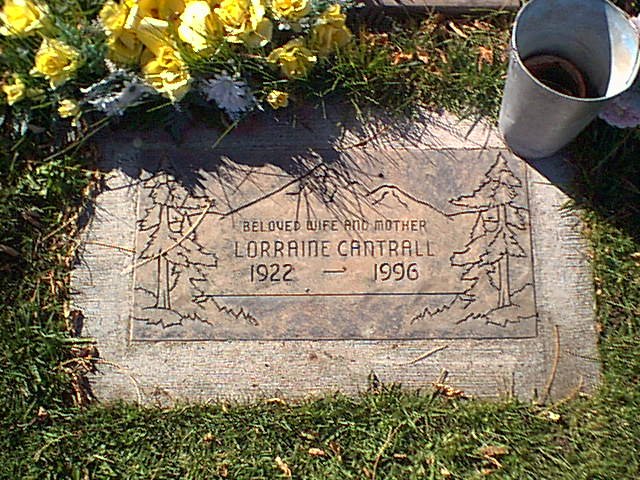 BELOVED WIFE AND MOTHER
LORRAINE CANTRALL
1922 — 1996